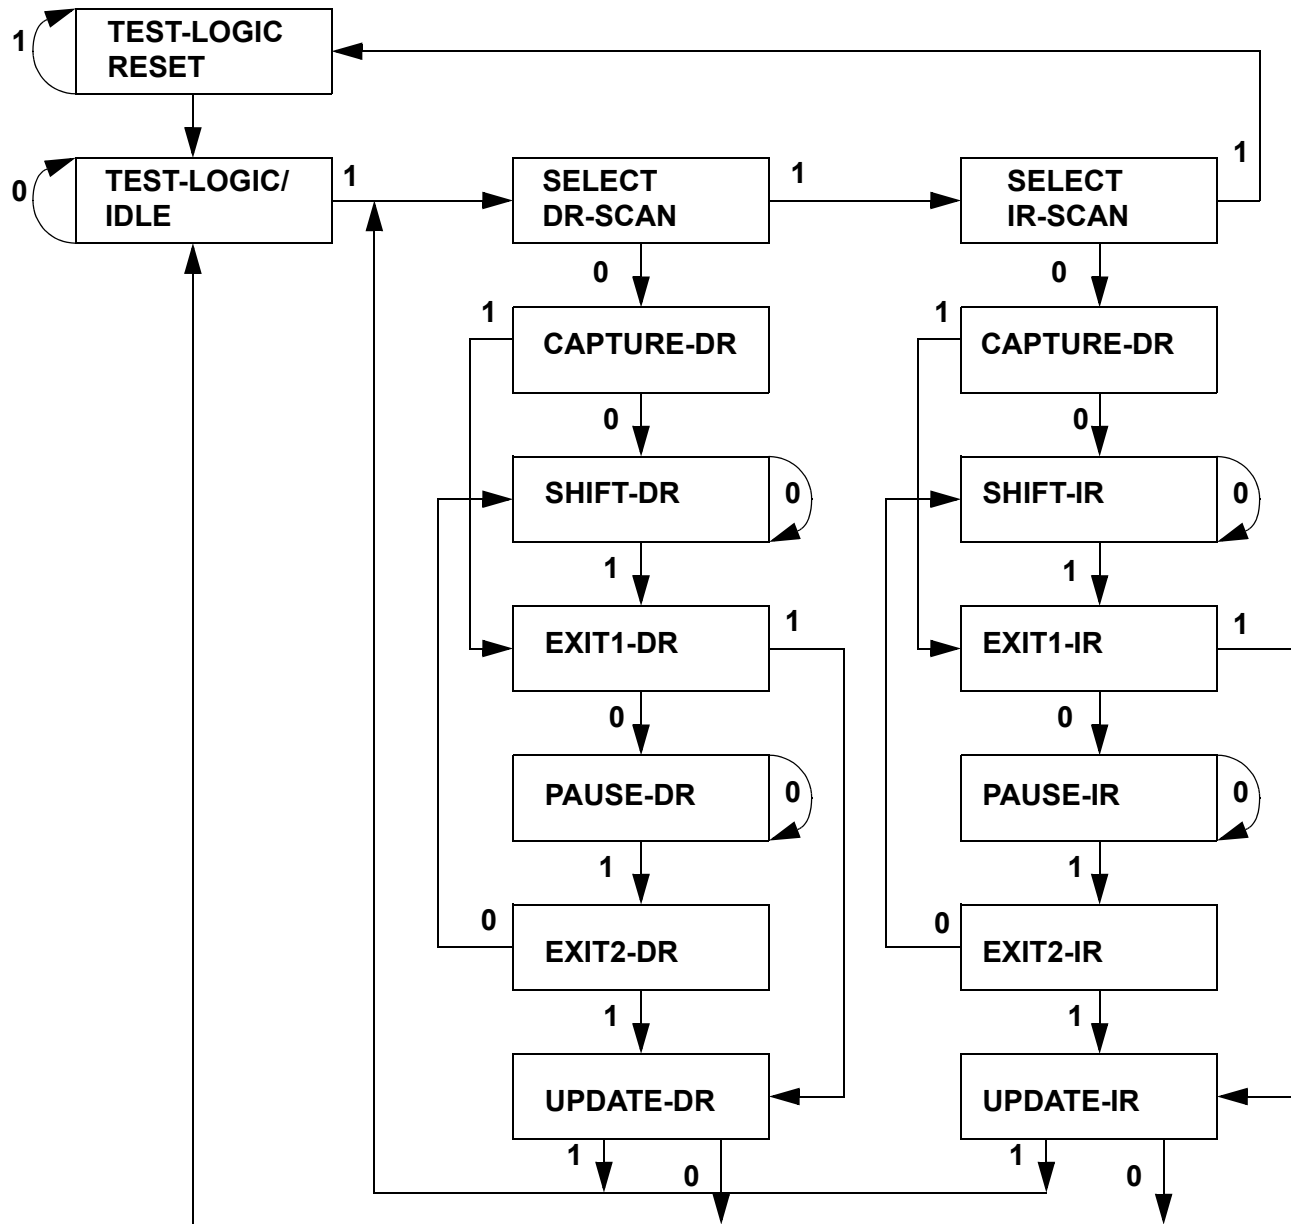 1
TEST-LOGIC
RESET
0
TEST-LOGIC/
IDLE
1
SELECT
DR-SCAN
1
SELECT
IR-SCAN
1
0
0
1
CAPTURE-DR
1
CAPTURE-DR
0
0
SHIFT-DR
0
SHIFT-IR
0
1
1
EXIT1-DR
1
EXIT1-IR
1
0
0
PAUSE-DR
0
PAUSE-IR
0
1
1
0
EXIT2-DR
0
EXIT2-IR
1
1
UPDATE-DR
UPDATE-IR
1
0
1
0